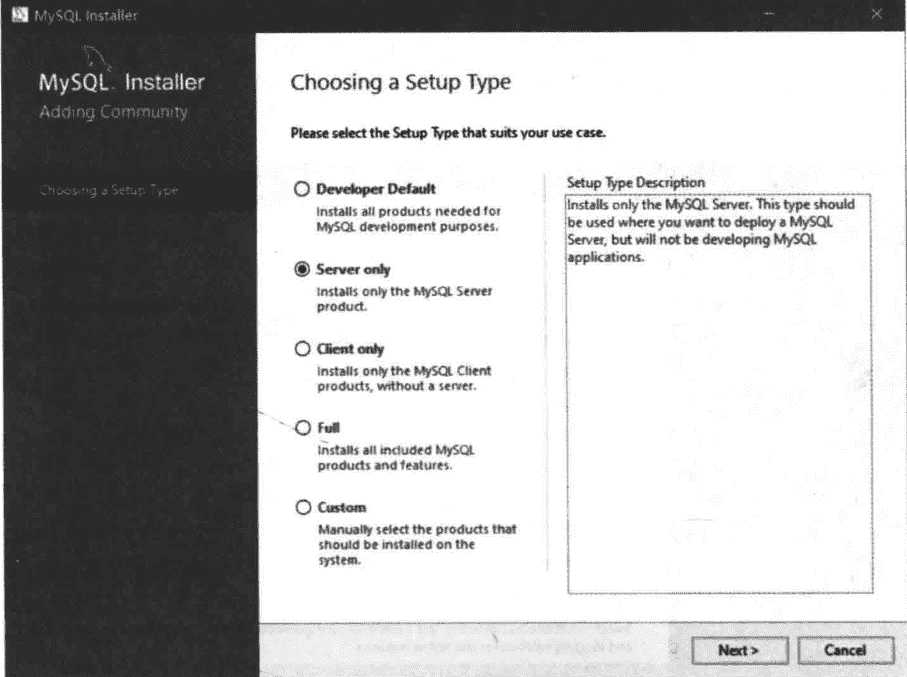 MySQL Installer
MySQL Installer
Adding Community
Choosing a Setup Type
Choosing a Setup Type
Please select the Setup Type that suits your use case.
Developer Default
Installs all products needed for
MySQL development purposes.
Server only
Installs only the MySQL Server
product.
Client only
Installs only the MySQL Client
products, without a server.
Full
Installs all included MySQL
products and features.
Custom
Manually select the products that
should be installed on the
system.
Setup Type Description
Installs only the MySQL Server. This type should
be used where you want to deploy a MySQL
Server, but will not be developing MySQL
applications.
Next >
Cancel